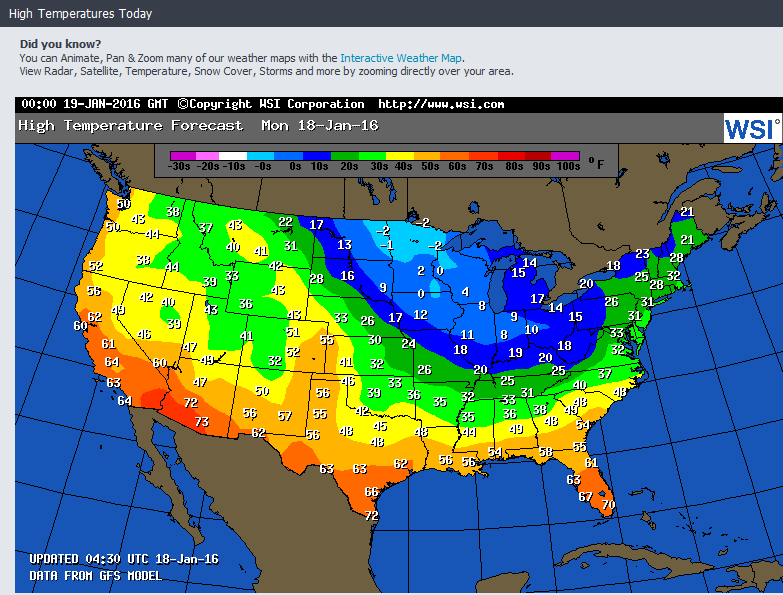 High Temperatures Today
Did you know?
You can Animate, Pan & Zoom many of our weather maps with the Interactive Weather Map.
View Radar, Satellite, Temperature, Snow Cover, Storms and more by zooming directly over your area.
00:00 19-JAN-2016 GMT ©Copyright WSI Corporation http://www.wsi.com
High Temperature Forecast Mon 18-Jan-16
WSI
-30s -20s -10s -0s 0s 10s 20s 30s 40s 50s 60s 70s 80s 90s 100s °F
50 38 21
43 37 43 22 17 -2
50 44 -2 21
40 41 31 13 -1 -2 23 28
52 38 44 42 14 18
39 33 28 16 2 0 15 25 32
56 43 9 20 28
42 40 0 4 17 26 31
49 43 36 8 14
62 39 43 33 26 17 12 9 15 31
60 46 41 51 10 33
61 47 55 30 24 11 8 18 32
52 18 19 20
64 60 49 32 41 32 26 20 25 37
63 47 46 33 25 40
50 56 39 36 32 31 48
64 72 35 33 48
56 57 55 42 35 36 38 49
73 45 48 54
62 56 48 48 44 49
48 54 58 55
63 63 62 56 56 61
63
66 67 70
72
UPDATED 04:30 UTC 18-Jan-16
DATA FROM GFS MODEL